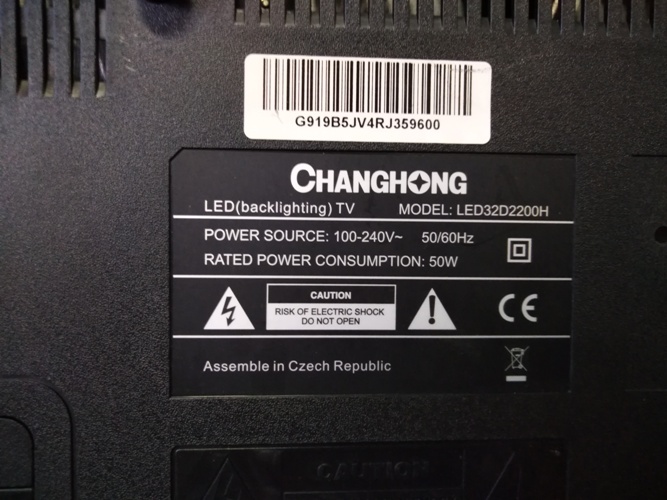 G919B5JV4RJ359600
CHANGHONG
LED(backlighting) TV MODEL: LED32D2200H
POWER SOURCE: 100-240V~ 50/60Hz
RATED POWER CONSUMPTION: 50W
CAUTION
RISK OF ELECTRIC SHOCK
DO NOT OPEN
CE
Assemble in Czech Republic
CAUTION